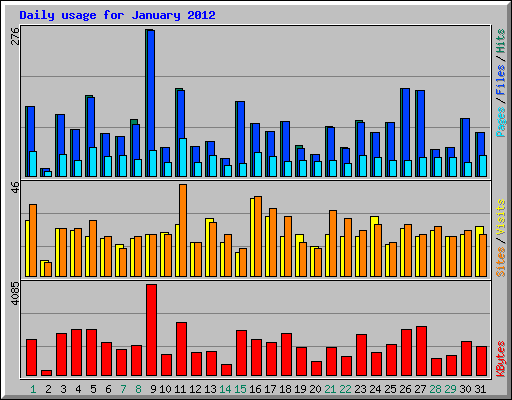 Daily usage for January 2012
276
Pages / Files / Hits
46
Sites / Visits
4085
KBytes
1 2 3 4 5 6 7 8 9 10 11 12 13 14 15 16 17 18 19 20 21 22 23 24 25 26 27 28 29 30 31